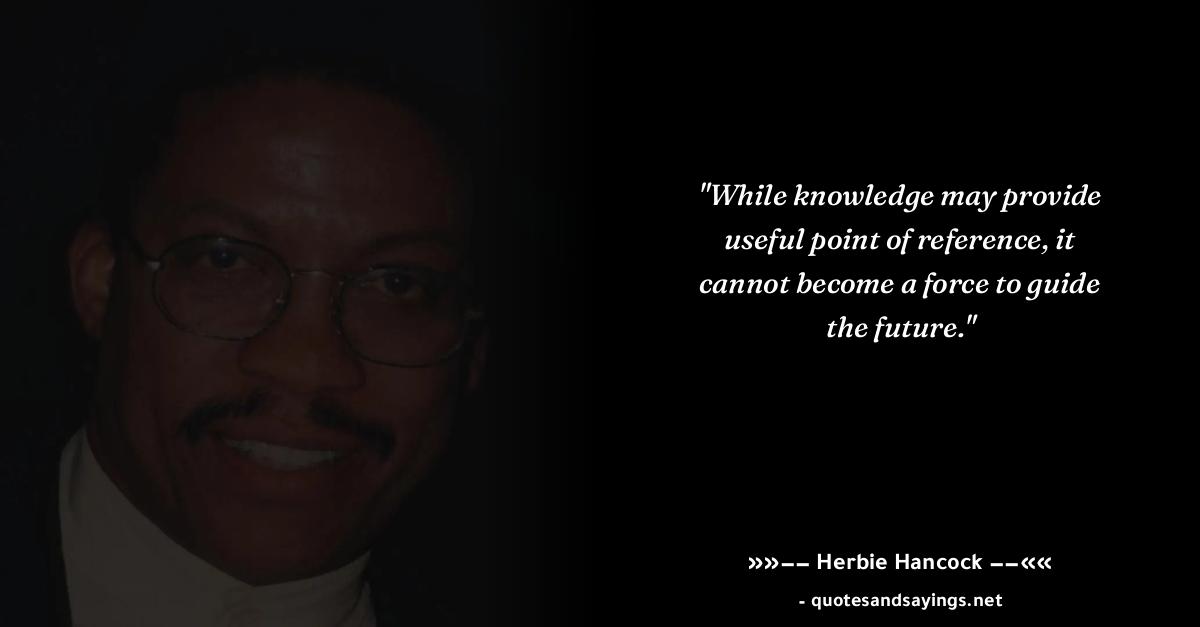 "While knowledge may provide
useful point of reference, it
cannot become a force to guide
the future."
»»–– Herbie Hancock ––««
- quotesandsayings.net